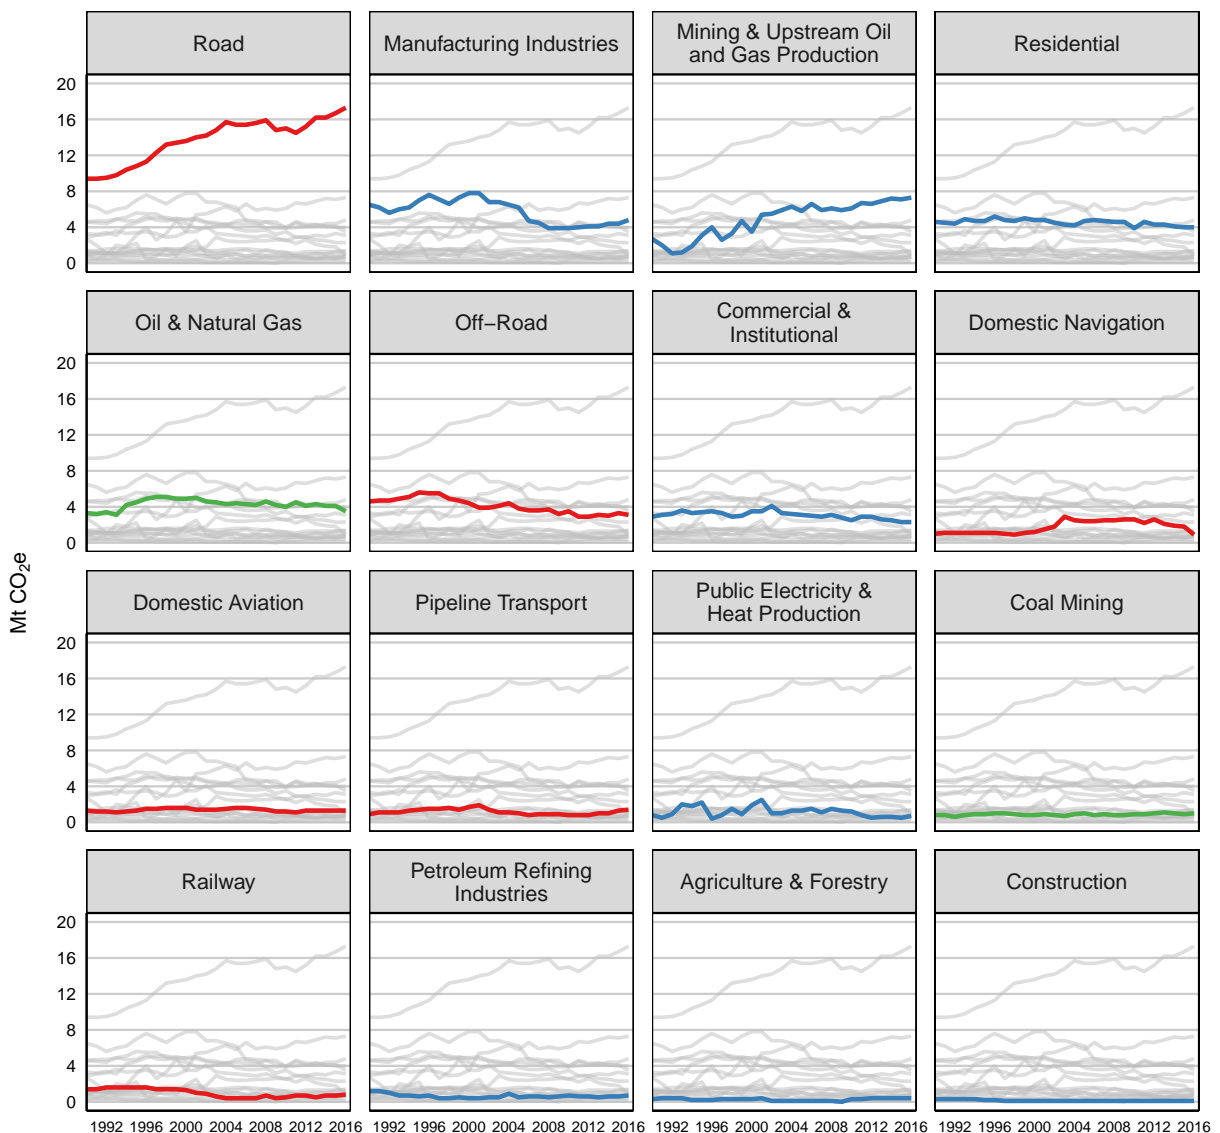 Road
Manufacturing Industries
Mining & Upstream Oil
and Gas Production
Residential
20
16
12
8
4
0
Oil & Natural Gas
Off−Road
Commercial &
Institutional
Domestic Navigation
20
16
12
8
4
0
Mt CO₂e
Domestic Aviation
Pipeline Transport
Public Electricity &
Heat Production
Coal Mining
20
16
12
8
4
0
Railway
Petroleum Refining
Industries
Agriculture & Forestry
Construction
20
16
12
8
4
0
1992 1996 2000 2004 2008 2012 2016
1992 1996 2000 2004 2008 2012 2016
1992 1996 2000 2004 2008 2012 2016
1992 1996 2000 2004 2008 2012 2016